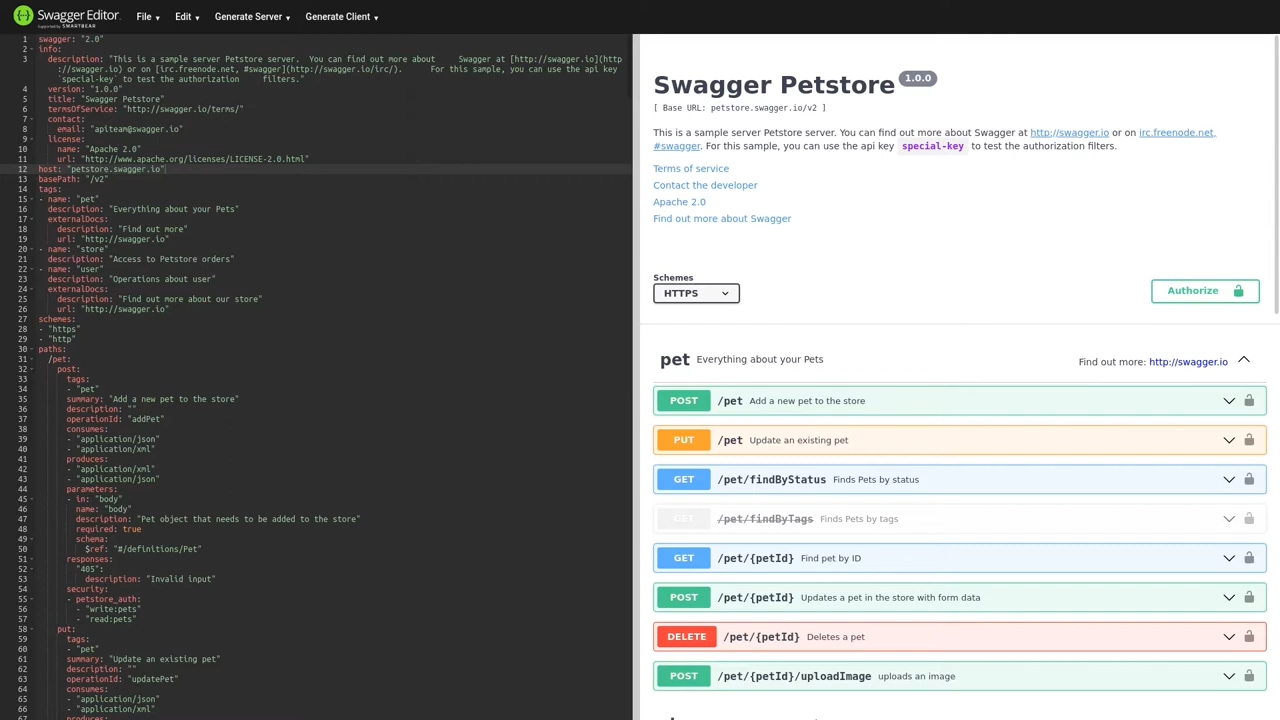 Swagger Editor.
Supported by SMARTBEAR
File
Edit
Generate Server
Generate Client
1 swagger: "2.0"
2 info:
3 description: "This is a sample server Petstore server.  You can find out more about     Swagger at [http://swagger.io](http
://swagger.io) or on [irc.freenode.net, #swagger](http://swagger.io/irc/).      For this sample, you can use the api key
`special-key` to test the authorization     filters."
4 version: "1.0.0"
5 title: "Swagger Petstore"
6 termsOfService: "http://swagger.io/terms/"
7 contact:
8 email: "apiteam@swagger.io"
9 license:
10 name: "Apache 2.0"
11 url: "http://www.apache.org/licenses/LICENSE-2.0.html"
12 host: "petstore.swagger.io"
13 basePath: "/v2"
14 tags:
15 - name: "pet"
16 description: "Everything about your Pets"
17 externalDocs:
18 description: "Find out more"
19 url: "http://swagger.io"
20 - name: "store"
21 description: "Access to Petstore orders"
22 - name: "user"
23 description: "Operations about user"
24 externalDocs:
25 description: "Find out more about our store"
26 url: "http://swagger.io"
27 schemes:
28 - "https"
29 - "http"
30 paths:
31 /pet:
32 post:
33 tags:
34 - "pet"
35 summary: "Add a new pet to the store"
36 description: ""
37 operationId: "addPet"
38 consumes:
39 - "application/json"
40 - "application/xml"
41 produces:
42 - "application/xml"
43 - "application/json"
44 parameters:
45 - in: "body"
46 name: "body"
47 description: "Pet object that needs to be added to the store"
48 required: true
49 schema:
50 $ref: "#/definitions/Pet"
51 responses:
52 "405":
53 description: "Invalid input"
54 security:
55 - petstore_auth:
56 - "write:pets"
57 - "read:pets"
58 put:
59 tags:
60 - "pet"
61 summary: "Update an existing pet"
62 description: ""
63 operationId: "updatePet"
64 consumes:
65 - "application/json"
66 - "application/xml"
67 produces:
Swagger Petstore 1.0.0
[ Base URL: petstore.swagger.io/v2 ]
This is a sample server Petstore server. You can find out more about Swagger at http://swagger.io or on irc.freenode.net,
#swagger. For this sample, you can use the api key special-key to test the authorization filters.
Terms of service
Contact the developer
Apache 2.0
Find out more about Swagger
Schemes
HTTPS
Authorize
pet Everything about your Pets
Find out more: http://swagger.io
POST /pet Add a new pet to the store
PUT /pet Update an existing pet
GET /pet/findByStatus Finds Pets by status
GET /pet/findByTags Finds Pets by tags
GET /pet/{petId} Find pet by ID
POST /pet/{petId} Updates a pet in the store with form data
DELETE /pet/{petId} Deletes a pet
POST /pet/{petId}/uploadImage uploads an image